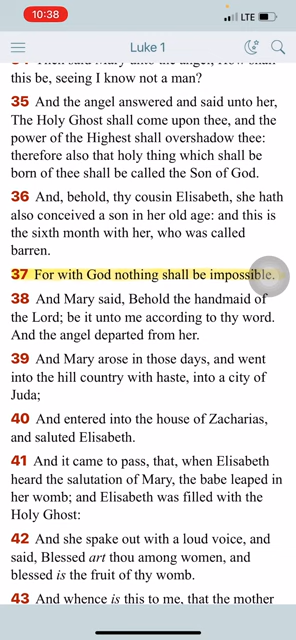 10:38
LTE
Luke 1
this be, seeing I know not a man?
35 And the angel answered and said unto her,
The Holy Ghost shall come upon thee, and the
power of the Highest shall overshadow thee:
therefore also that holy thing which shall be
born of thee shall be called the Son of God.
36 And, behold, thy cousin Elisabeth, she hath
also conceived a son in her old age: and this is
the sixth month with her, who was called
barren.
37 For with God nothing shall be impossible.
38 And Mary said, Behold the handmaid of
the Lord; be it unto me according to thy word.
And the angel departed from her.
39 And Mary arose in those days, and went
into the hill country with haste, into a city of
Juda;
40 And entered into the house of Zacharias,
and saluted Elisabeth.
41 And it came to pass, that, when Elisabeth
heard the salutation of Mary, the babe leaped in
her womb; and Elisabeth was filled with the
Holy Ghost:
42 And she spake out with a loud voice, and
said, Blessed art thou among women, and
blessed is the fruit of thy womb.
43 And whence is this to me, that the mother